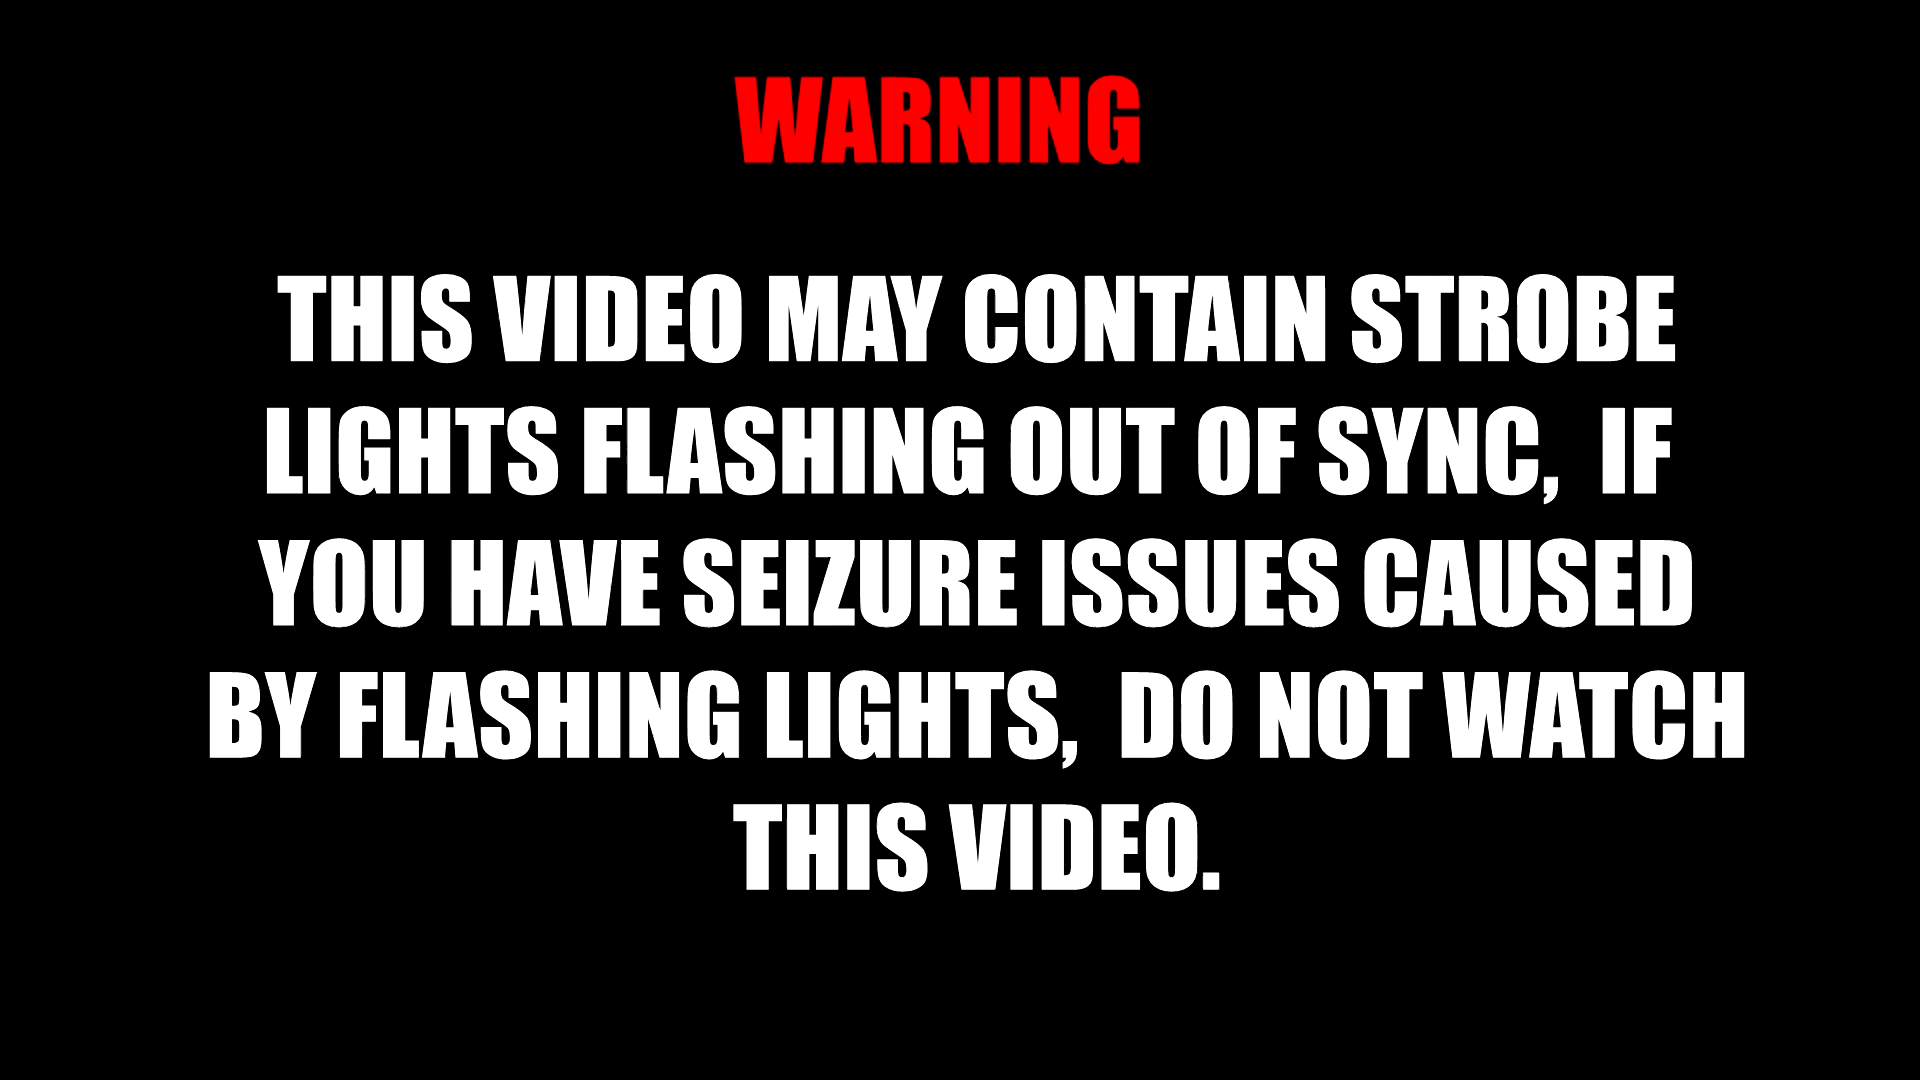 WARNING
THIS VIDEO MAY CONTAIN STROBE
LIGHTS FLASHING OUT OF SYNC,  IF
YOU HAVE SEIZURE ISSUES CAUSED
BY FLASHING LIGHTS,  DO NOT WATCH
THIS VIDEO.